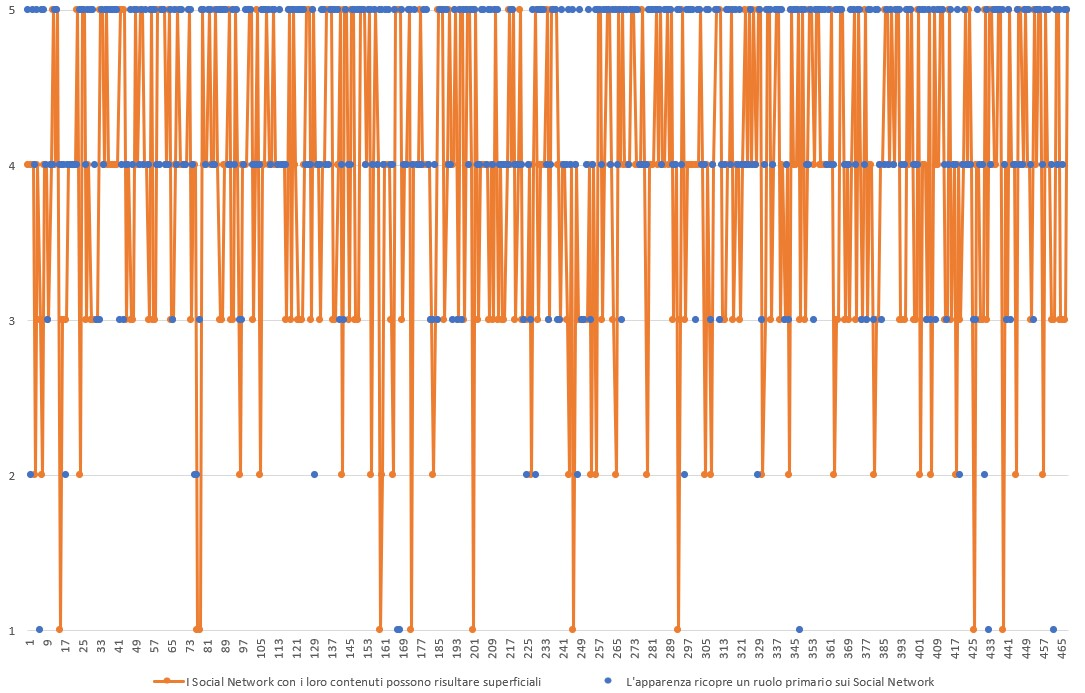 5
4
3
2
1
1 9 17 25 33 41 49 57 65 73 81 89 97 105 113 121 129 137 145 153 161 169 177 185 193 201 209 217 225 233 241 249 257 265 273 281 289 297 305 313 321 329 337 345 353 361 369 377 385 393 401 409 417 425 433 441 449 457 465
I Social Network con i loro contenuti possono risultare superficiali L'apparenza ricopre un ruolo primario sui Social Network